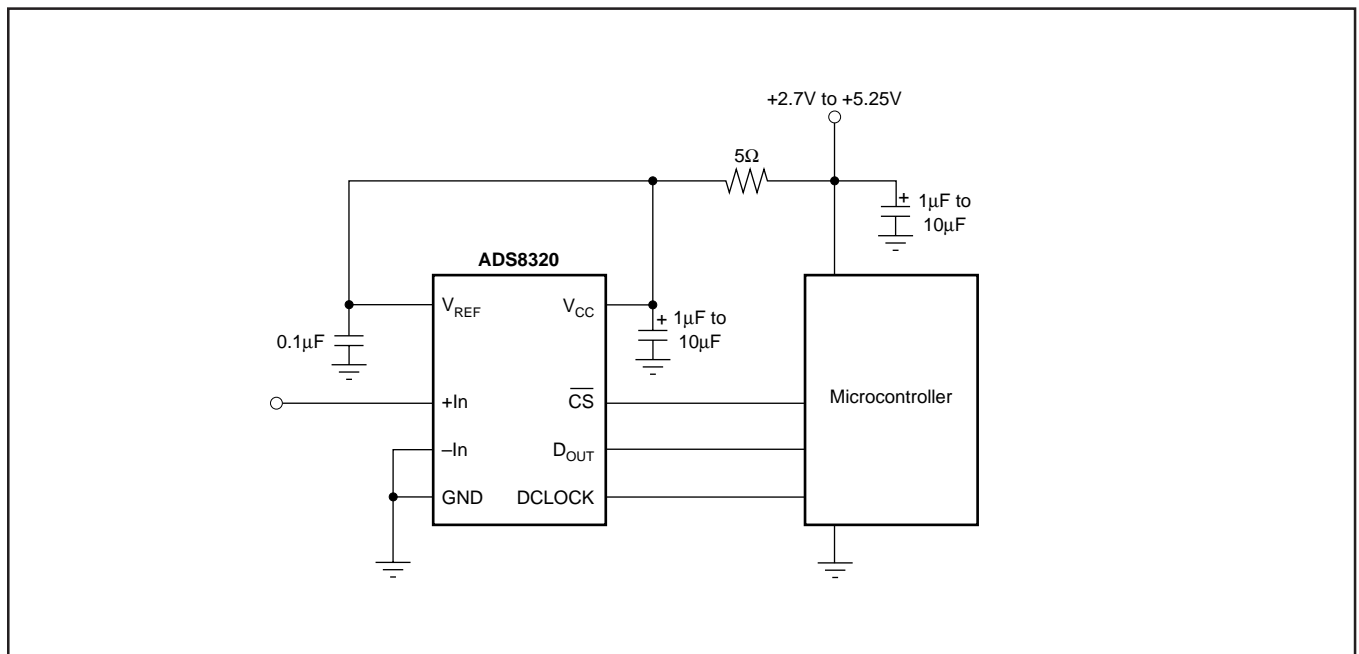 +2.7V to +5.25V
5Ω
+ 1µF to
10µF
ADS8320
VREF
VCC
0.1µF
+ 1µF to
10µF
+In
CS
Microcontroller
–In
DOUT
GND
DCLOCK